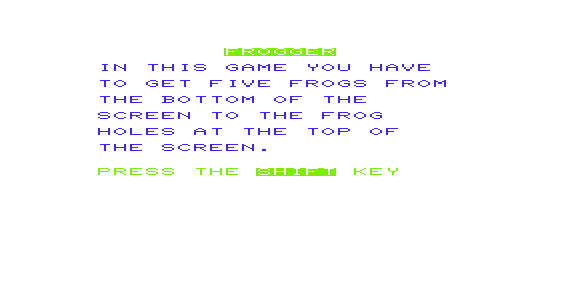 FROGGER
IN THIS GAME YOU HAVE
TO GET FIVE FROGS FROM
THE BOTTOM OF THE
SCREEN TO THE FROG
HOLES AT THE TOP OF
THE SCREEN.
PRESS THE SHIFT KEY